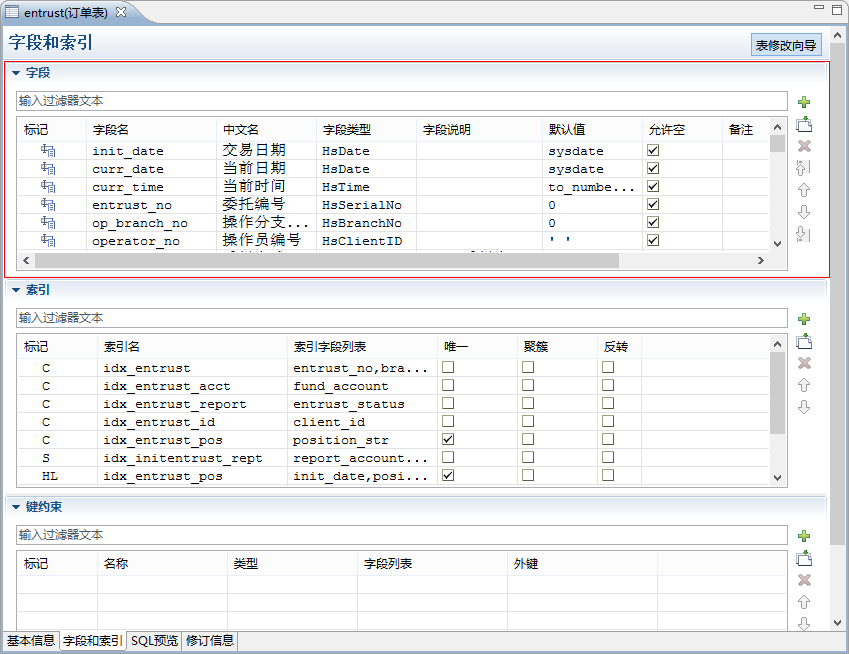 entrust(订单表)
字段和索引
表修改向导
字段
输入过滤器文本
标记 字段名 中文名 字段类型 字段说明 默认值 允许空 备注
init_date 交易日期 HsDate sysdate
curr_date 当前日期 HsDate sysdate
curr_time 当前时间 HsTime to_numbe...
entrust_no 委托编号 HsSerialNo 0
op_branch_no 操作分支... HsBranchNo 0
operator_no 操作员编号 HsClientID ' '
索引
输入过滤器文本
标记 索引名 索引字段列表 唯一 聚簇 反转
C idx_entrust entrust_no,bra...
C idx_entrust_acct fund_account
C idx_entrust_report entrust_status
C idx_entrust_id client_id
C idx_entrust_pos position_str
S idx_initentrust_rept report_account...
HL idx_entrust_pos init_date,posi...
键约束
输入过滤器文本
标记 名称 类型 字段列表 外键
基本信息 字段和索引 SQL预览 修订信息